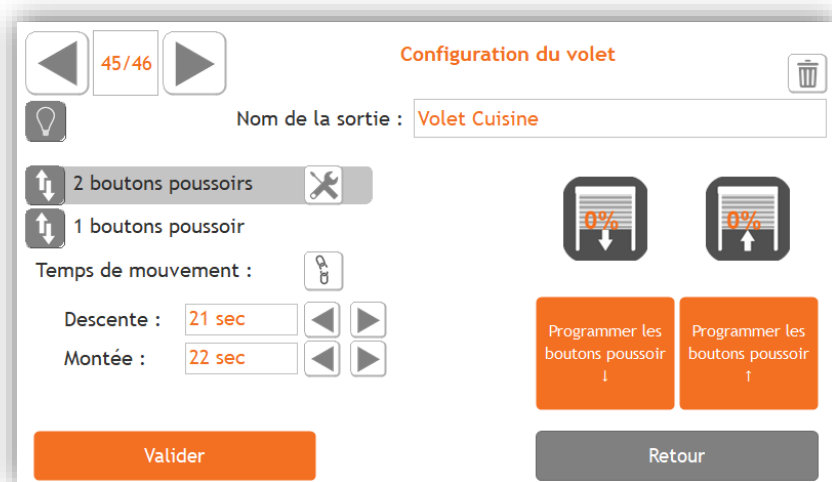 45/46
Configuration du volet
Nom de la sortie : Volet Cuisine
2 boutons poussoirs
1 boutons poussoir
Temps de mouvement :
Descente : 21 sec
Montée : 22 sec
0%
0%
Programmer les
boutons poussoir
↓
Programmer les
boutons poussoir
↑
Valider
Retour